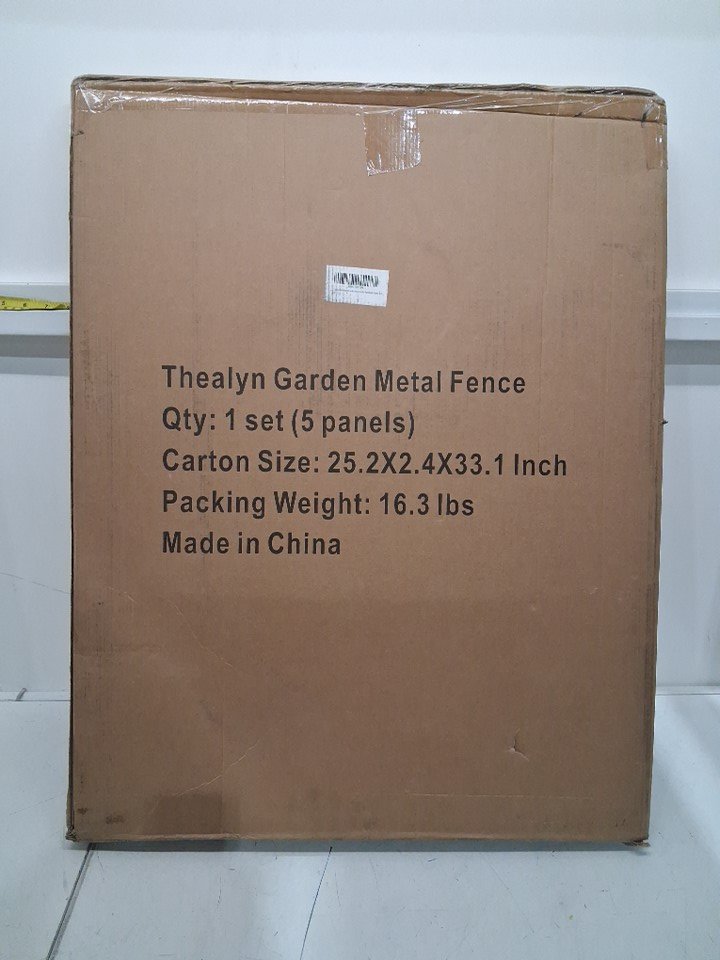 Thealyn Garden Metal Fence
Qty: 1 set (5 panels)
Carton Size: 25.2X2.4X33.1 Inch
Packing Weight: 16.3 lbs
Made in China